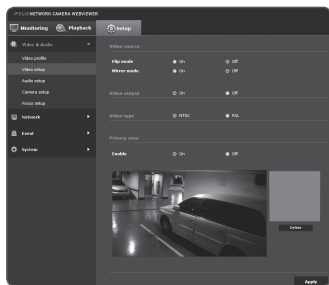 iPOLIS NETWORK CAMERA WEBVIEWER
Monitoring Playback Setup
Video & Audio
Video profile
Video setup
Audio setup
Camera setup
Focus setup
Network
Event
System
Video source
Flip mode On Off
Mirror mode On Off
Video output On Off
Video type NTSC PAL
Privacy area
Enable On Off
Delete
Apply